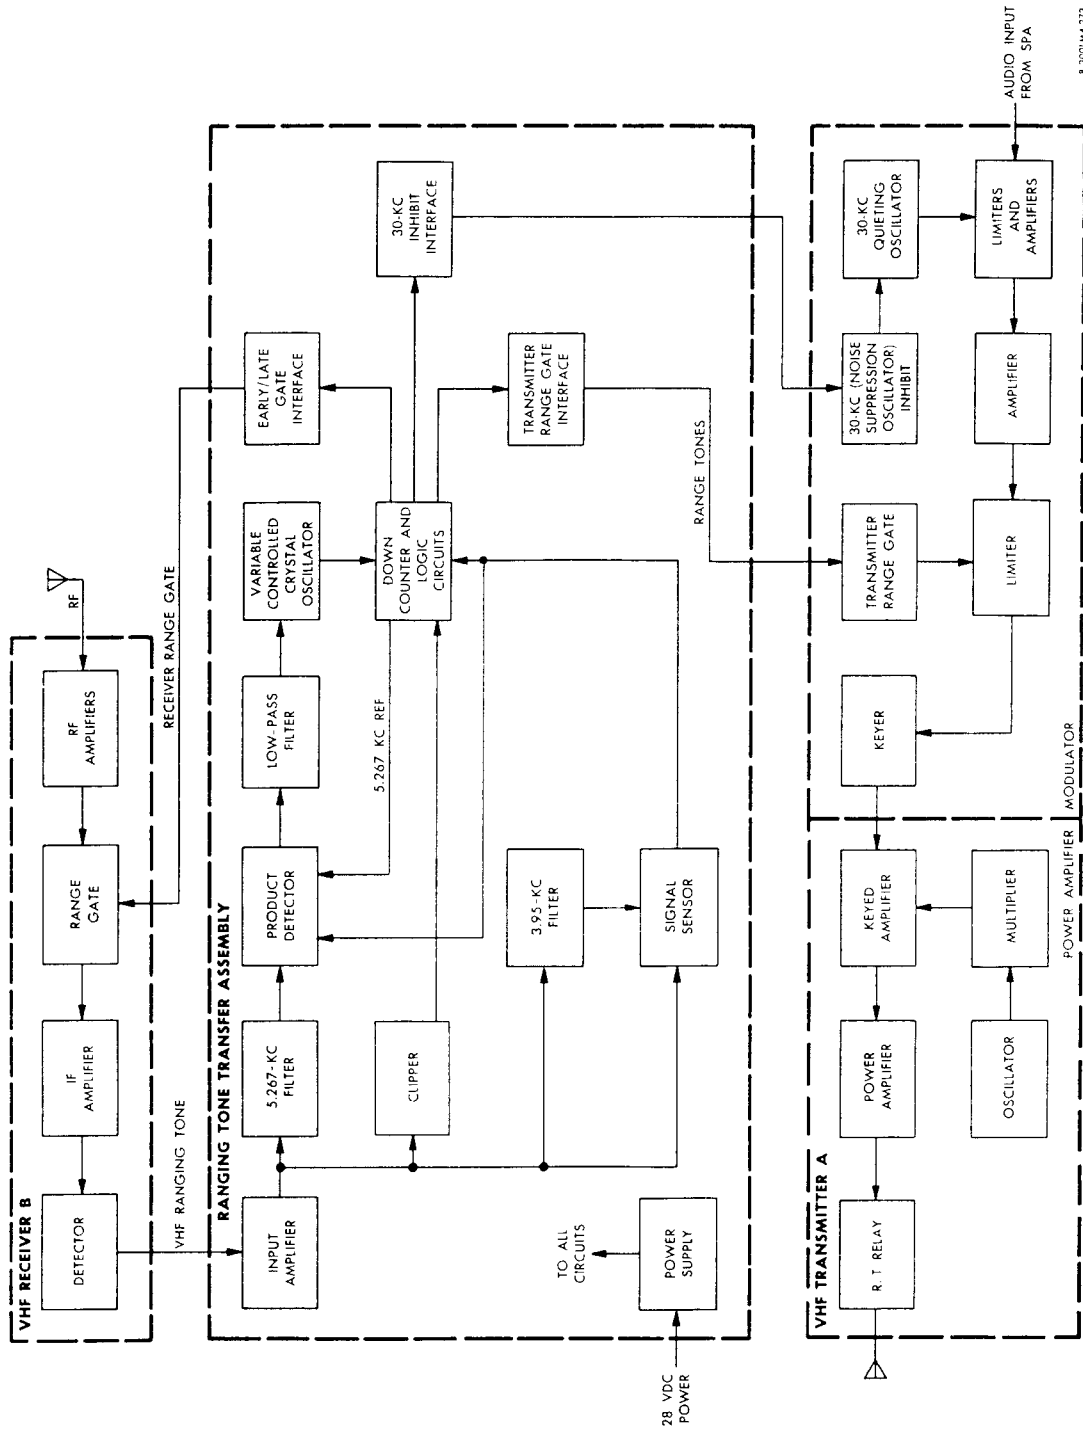 VHF RECEIVER B
DETECTOR
IF
AMPLIFIER
RANGE
GATE
RF
AMPLIFIERS
RF
VHF RANGING TONE
RECEIVER RANGE GATE
RANGING TONE TRANSFER ASSEMBLY
INPUT
AMPLIFIER
5.267-KC
FILTER
PRODUCT
DETECTOR
LOW-PASS
FILTER
VARIABLE
CONTROLLED
CRYSTAL
OSCILLATOR
EARLY/LATE
GATE
INTERFACE
CLIPPER
5.267 KC REF
DOWN
COUNTER AND
LOGIC
CIRCUITS
30-KC
INHIBIT
INTERFACE
TO ALL
CIRCUITS
3.95-KC
FILTER
TRANSMITTER
RANGE GATE
INTERFACE
28 VDC
POWER
POWER
SUPPLY
SIGNAL
SENSOR
RANGE TONES
VHF TRANSMITTER A
R.T RELAY
POWER
AMPLIFIER
KEYED
AMPLIFIER
KEYER
TRANSMITTER
RANGE GATE
30-KC (NOISE
SUPPRESSION
OSCILLATOR)
INHIBIT
30-KC
QUIETING
OSCILLATOR
OSCILLATOR
MULTIPLIER
LIMITER
AMPLIFIER
LIMITERS
AND
AMPLIFIERS
AUDIO INPUT
FROM SPA
POWER AMPLIFIER
MODULATOR